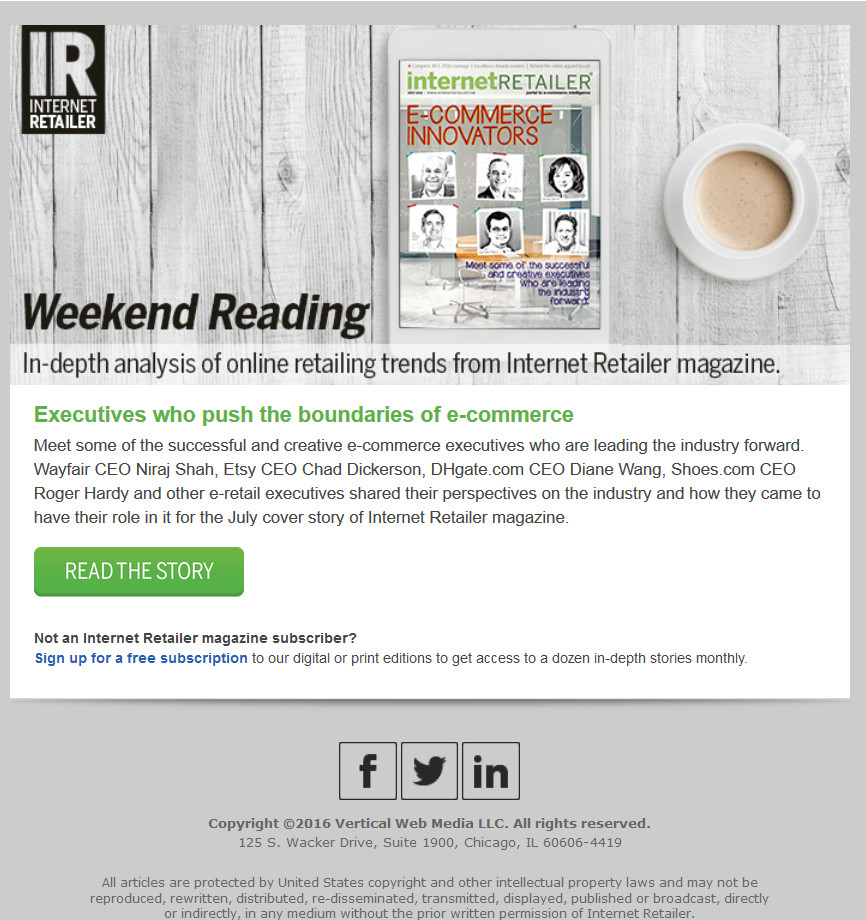 IR
INTERNET
RETAILER
internetRETAILER
portal to e-commerce intelligence
E-COMMERCE
INNOVATORS
Meet some of the successful
and creative executives
who are leading
the industry
forward.
Weekend Reading
In-depth analysis of online retailing trends from Internet Retailer magazine.
Executives who push the boundaries of e-commerce
Meet some of the successful and creative e-commerce executives who are leading the industry forward.
Wayfair CEO Niraj Shah, Etsy CEO Chad Dickerson, DHgate.com CEO Diane Wang, Shoes.com CEO
Roger Hardy and other e-retail executives shared their perspectives on the industry and how they came to
have their role in it for the July cover story of Internet Retailer magazine.
READ THE STORY
Not an Internet Retailer magazine subscriber?
Sign up for a free subscription to our digital or print editions to get access to a dozen in-depth stories monthly.
f
in
Copyright ©2016 Vertical Web Media LLC. All rights reserved.
125 S. Wacker Drive, Suite 1900, Chicago, IL 60606-4419
All articles are protected by United States copyright and other intellectual property laws and may not be
reproduced, rewritten, distributed, re-disseminated, transmitted, displayed, published or broadcast, directly
or indirectly, in any medium without the prior written permission of Internet Retailer.